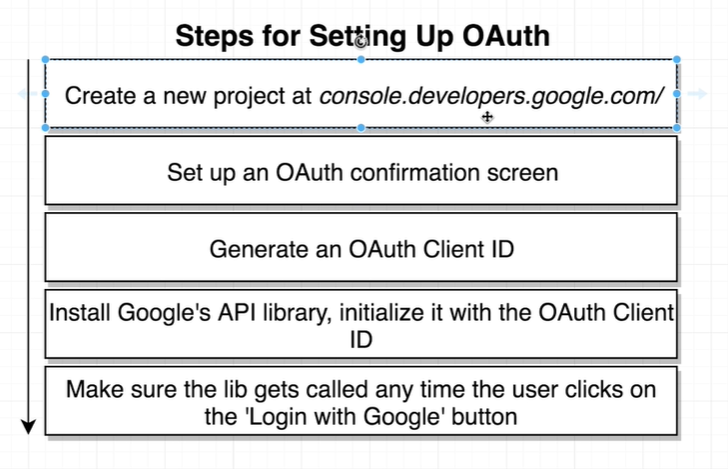 Steps for Setting Up OAuth
Create a new project at console.developers.google.com/
Set up an OAuth confirmation screen
Generate an OAuth Client ID
Install Google's API library, initialize it with the OAuth Client
ID
Make sure the lib gets called any time the user clicks on
the 'Login with Google' button